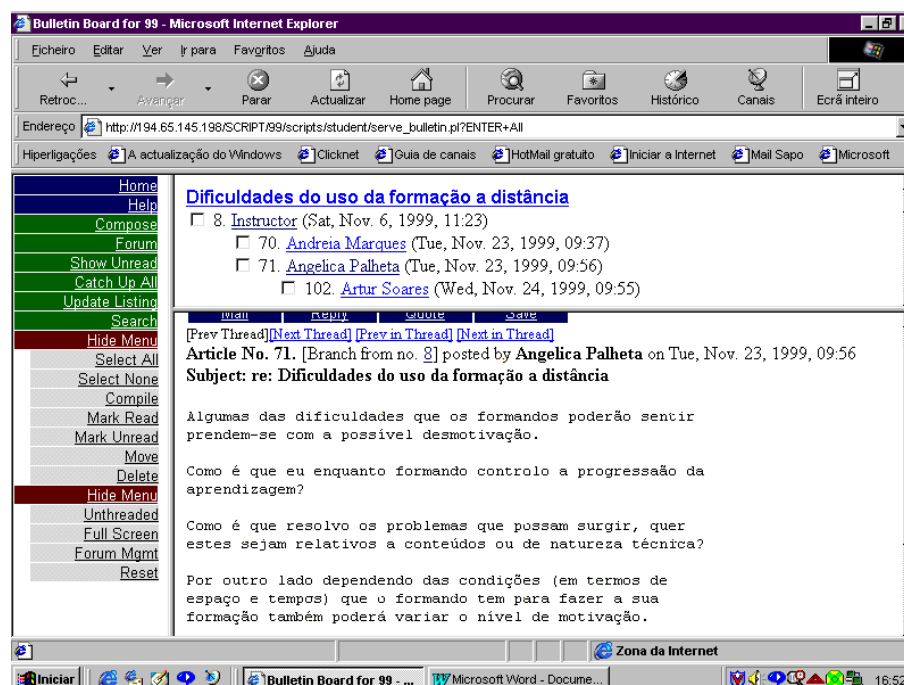 Bulletin Board for 99 - Microsoft Internet Explorer
Ficheiro Editar Ver Ir para Favoritos Ajuda
Retroc... Avançar Parar Actualizar Home page Procurar Favoritos Histórico Canais Ecrã inteiro
Endereço http://194.65.145.198/SCRIPT/99/scripts/student/serve_bulletin.pl?ENTER+All
Hiperligações A actualização do Windows Clicknet Guia de canais HotMail gratuito Iniciar a Internet Mail Sapo Microsoft
Home
Help
Compose
Forum
Show Unread
Catch Up All
Update Listing
Search
Hide Menu
Select All
Select None
Compile
Mark Read
Mark Unread
Move
Delete
Hide Menu
Unthreaded
Full Screen
Forum Mgmt
Reset
Dificuldades do uso da formação a distância
8. Instructor (Sat, Nov. 6, 1999, 11:23)
70. Andreia Marques (Tue, Nov. 23, 1999, 09:37)
71. Angelica Palheta (Tue, Nov. 23, 1999, 09:56)
102. Artur Soares (Wed, Nov. 24, 1999, 09:55)
Mail Reply Quote Save
[Prev Thread][Next Thread] [Prev in Thread] [Next in Thread]
Article No. 71. [Branch from no. 8] posted by Angelica Palheta on Tue, Nov. 23, 1999, 09:56
Subject: re: Dificuldades do uso da formação a distância
Algumas das dificuldades que os formandos poderão sentir
prendem-se com a possível desmotivação.
Como é que eu enquanto formando controlo a progressaão da
aprendizagem?
Como é que resolvo os problemas que possam surgir, quer
estes sejam relativos a conteúdos ou de natureza técnica?
Por outro lado dependendo das condições (em termos de
espaço e tempos) que o formando tem para fazer a sua
formação também poderá variar o nível de motivação.
Zona da Internet
Iniciar Bulletin Board for 99 - ... Microsoft Word - Docume... 16:52